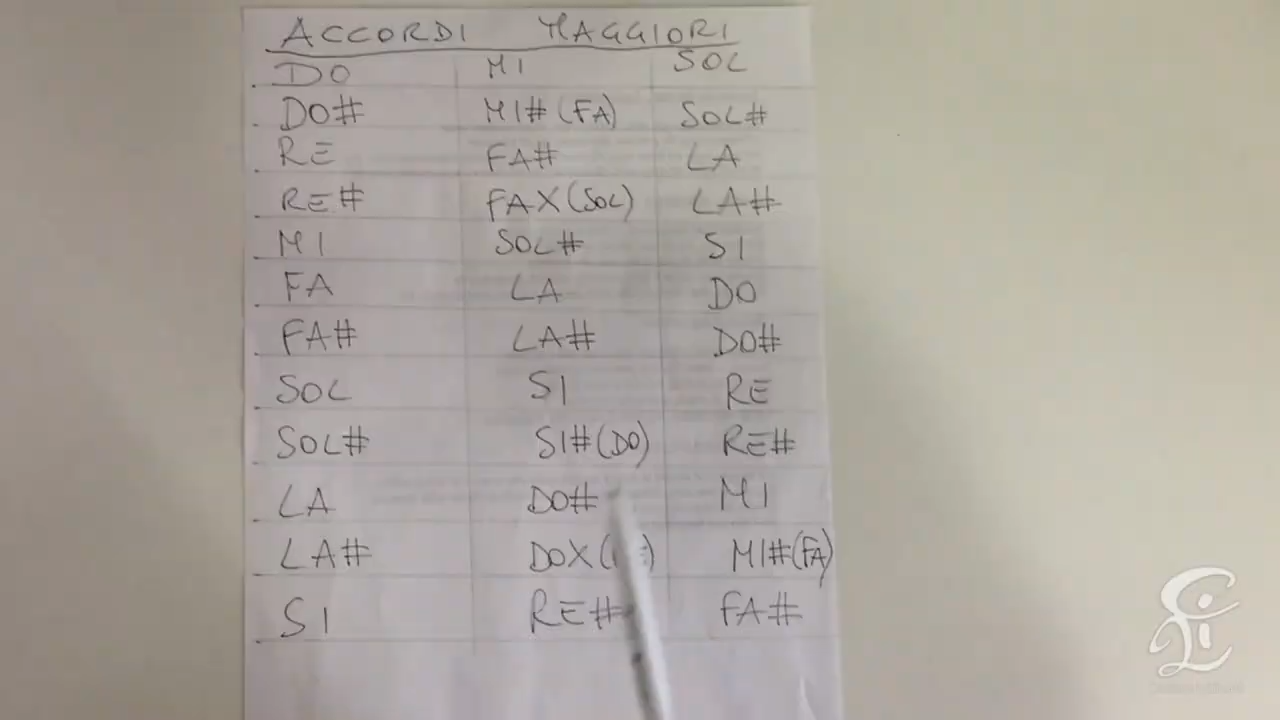 ACCORDI MAGGIORI
DO MI SOL
DO# MI#(FA) SOL#
RE FA# LA
RE# FAX(SOL) LA#
MI SOL# SI
FA LA DO
FA# LA# DO#
SOL SI RE
SOL# SI#(DO) RE#
LA DO# MI
LA# DOX( MI#(FA)
SI RE# FA#